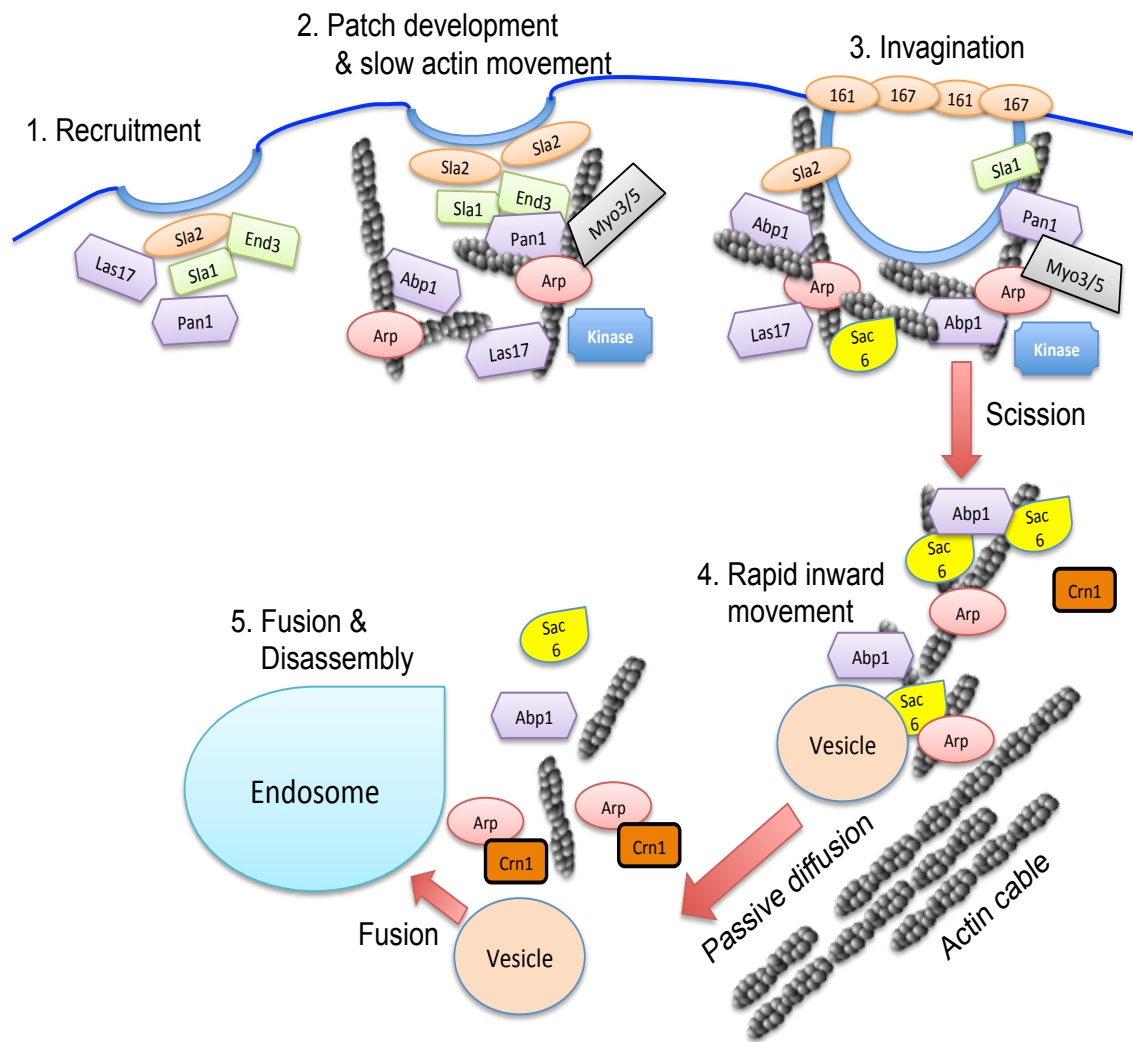 1. Recruitment
Sla2
End3
Las17
Sla1
Pan1
2. Patch development
& slow actin movement
Sla2
Sla2
Sla1
End3
Pan1
Myo3/5
Abp1
Arp
Arp
Las17
Kinase
3. Invagination
161
167
161
167
Sla2
Sla1
Abp1
Pan1
Myo3/5
Arp
Arp
Las17
Abp1
Sac
6
Kinase
Scission
Abp1
Sac
6
Sac
6
Crn1
4. Rapid inward
movement
Arp
Abp1
Sac
6
Vesicle
Arp
Passive diffusion
Actin cable
5. Fusion &
Disassembly
Sac
6
Abp1
Endosome
Arp
Crn1
Arp
Crn1
Fusion
Vesicle